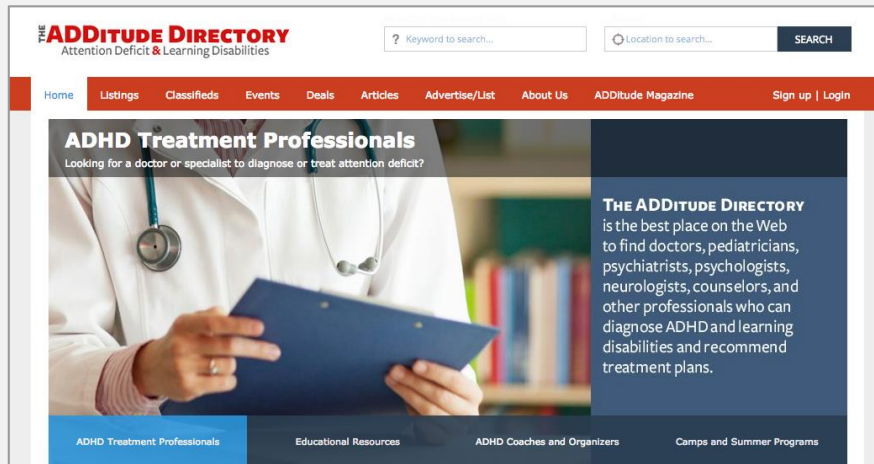 THE ADDITUDE DIRECTORY
Attention Deficit & Learning Disabilities
? Keyword to search...
Location to search...
SEARCH
Home Listings Classifieds Events Deals Articles Advertise/List About Us ADDitude Magazine Sign up | Login
ADHD Treatment Professionals
Looking for a doctor or specialist to diagnose or treat attention deficit?
THE ADDITUDE DIRECTORY
is the best place on the Web
to find doctors, pediatricians,
psychiatrists, psychologists,
neurologists, counselors, and
other professionals who can
diagnose ADHD and learning
disabilities and recommend
treatment plans.
ADHD Treatment Professionals Educational Resources ADHD Coaches and Organizers Camps and Summer Programs